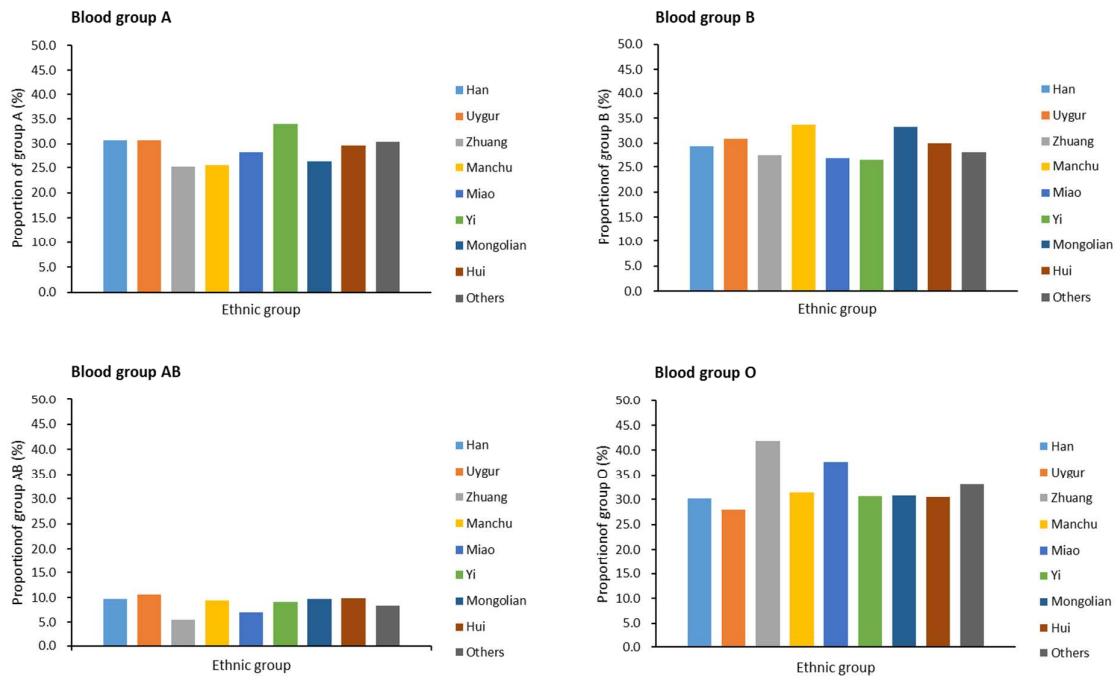 Blood group A
50.0
45.0
40.0
35.0
30.0
25.0
20.0
15.0
10.0
5.0
0.0
Proportion of group A (%)
Ethnic group
Han
Uygur
Zhuang
Manchu
Miao
Yi
Mongolian
Hui
Others
Blood group B
50.0
45.0
40.0
35.0
30.0
25.0
20.0
15.0
10.0
5.0
0.0
Proportionof group B (%)
Ethnic group
Han
Uygur
Zhuang
Manchu
Miao
Yi
Mongolian
Hui
Others
Blood group AB
50.0
45.0
40.0
35.0
30.0
25.0
20.0
15.0
10.0
5.0
0.0
Proportionof group AB (%)
Ethnic group
Han
Uygur
Zhuang
Manchu
Miao
Yi
Mongolian
Hui
Others
Blood group O
50.0
45.0
40.0
35.0
30.0
25.0
20.0
15.0
10.0
5.0
0.0
Proportionof group O (%)
Ethnic group
Han
Uygur
Zhuang
Manchu
Miao
Yi
Mongolian
Hui
Others